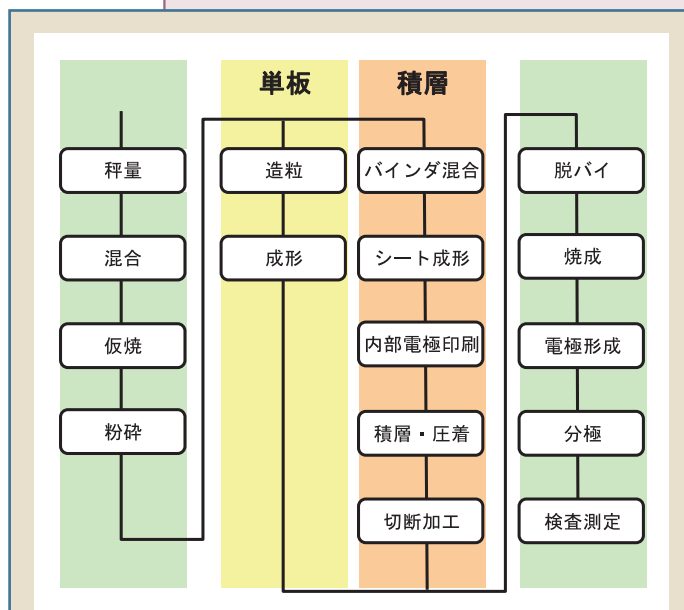 秤量
混合
仮焼
粉砕
単板
造粒
成形
積層
バインダ混合
シート成形
内部電極印刷
積層・圧着
切断加工
脱バイ
焼成
電極形成
分極
検査測定